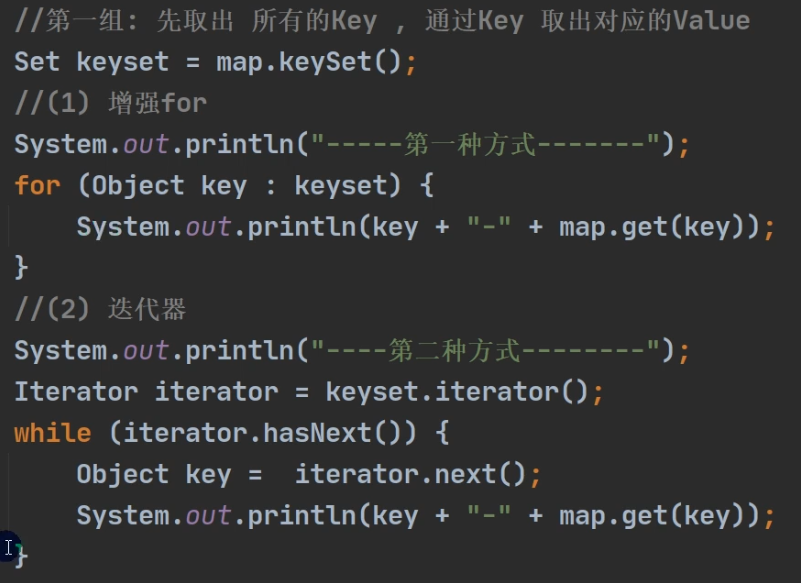 //第一组: 先取出 所有的Key , 通过Key 取出对应的Value
Set keyset = map.keySet();
//(1) 增强for
System.out.println("-----第一种方式-------");
for (Object key : keyset) {
    System.out.println(key + "-" + map.get(key));
}
//(2) 迭代器
System.out.println("----第二种方式--------");
Iterator iterator = keyset.iterator();
while (iterator.hasNext()) {
    Object key =  iterator.next();
    System.out.println(key + "-" + map.get(key));
}